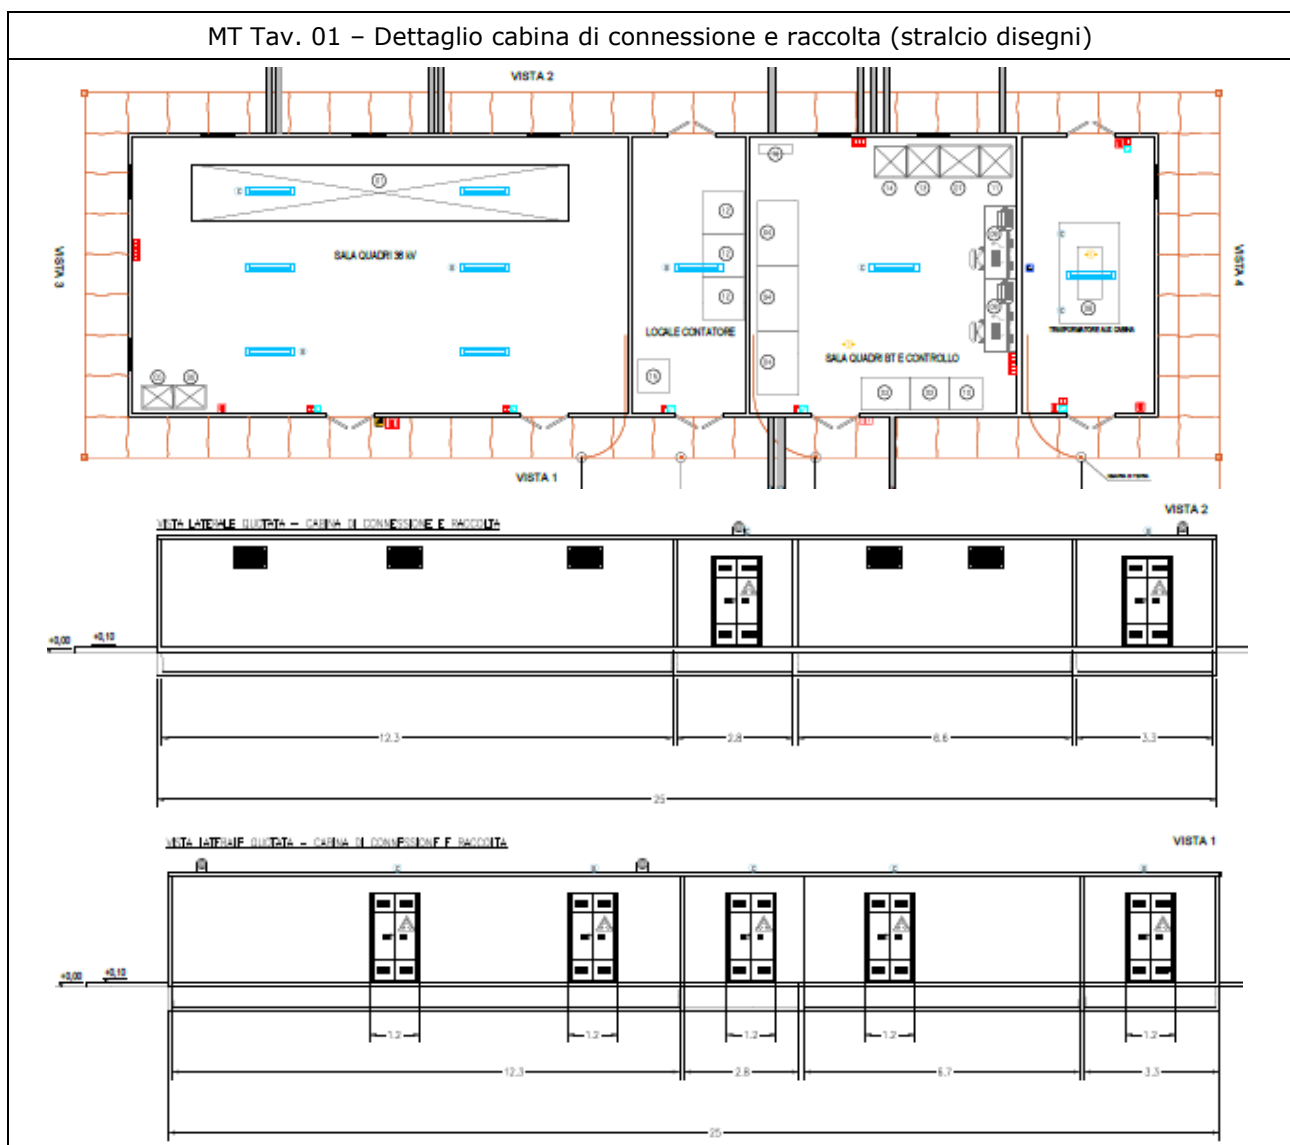 MT Tav. 01 – Dettaglio cabina di connessione e raccolta (stralcio disegni)
VISTA 2
VISTA 3
SALA QUADRI 36 kV
LOCALE CONTATORE
SALA QUADRI BT E CONTROLLO
TRASFORMATORE AUX CABINA
VISTA 4
VISTA 1
VISTA LATERALE QUOTATA – CABINA DI CONNESSIONE E RACCOLTA
VISTA 2
+0,00
+0,10
12.3
2.8
6.6
3.3
25
VISTA LATERALE QUOTATA – CABINA DI CONNESSIONE E RACCOLTA
VISTA 1
+0,00
+0,10
1.2
1.2
1.2
1.2
1.2
12.3
2.8
6.7
3.3
25